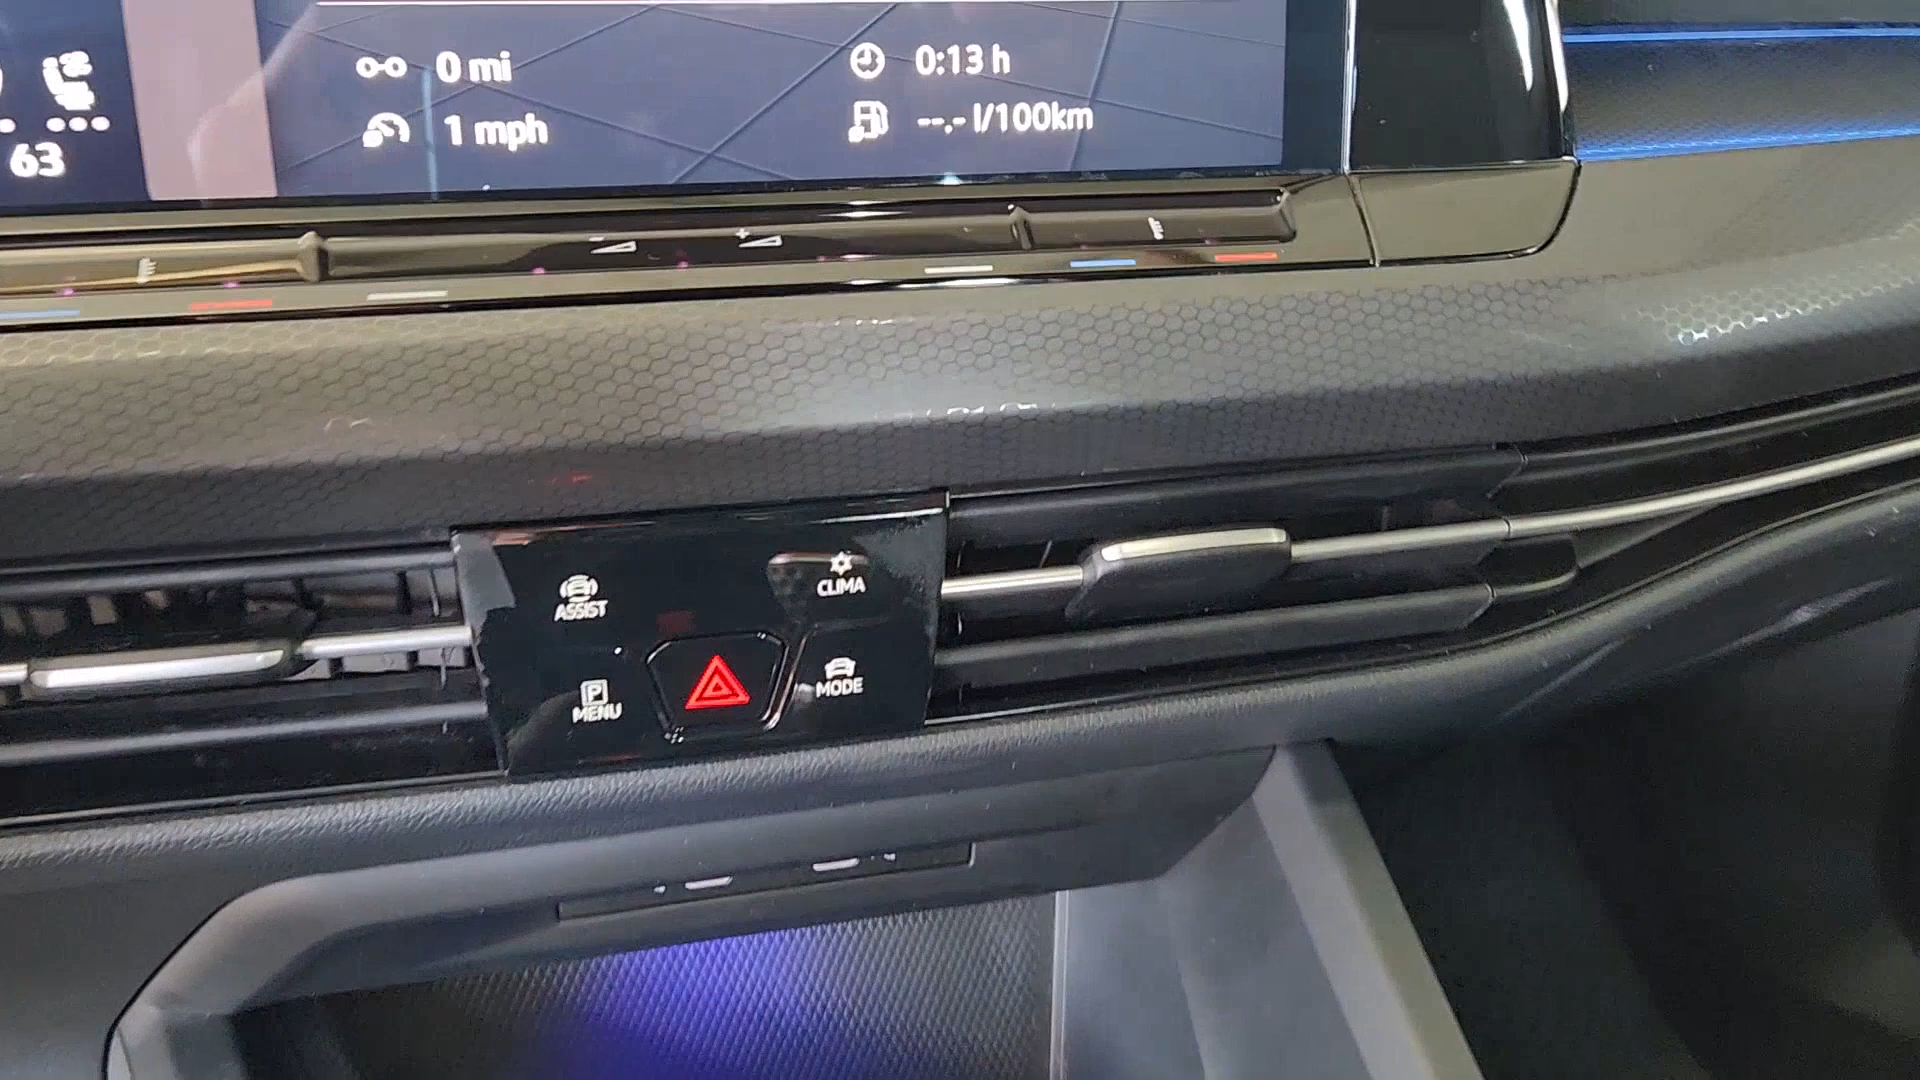 0 mi
0:13 h
1 mph
--.- l/100km
63
ASSIST
CLIMA
P
MENU
MODE